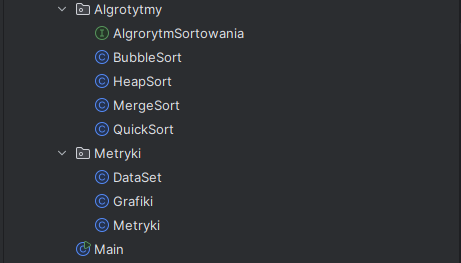 Algrotytmy
AlgrorytmSortowania
BubbleSort
HeapSort
MergeSort
QuickSort
Metryki
DataSet
Grafiki
Metryki
Main